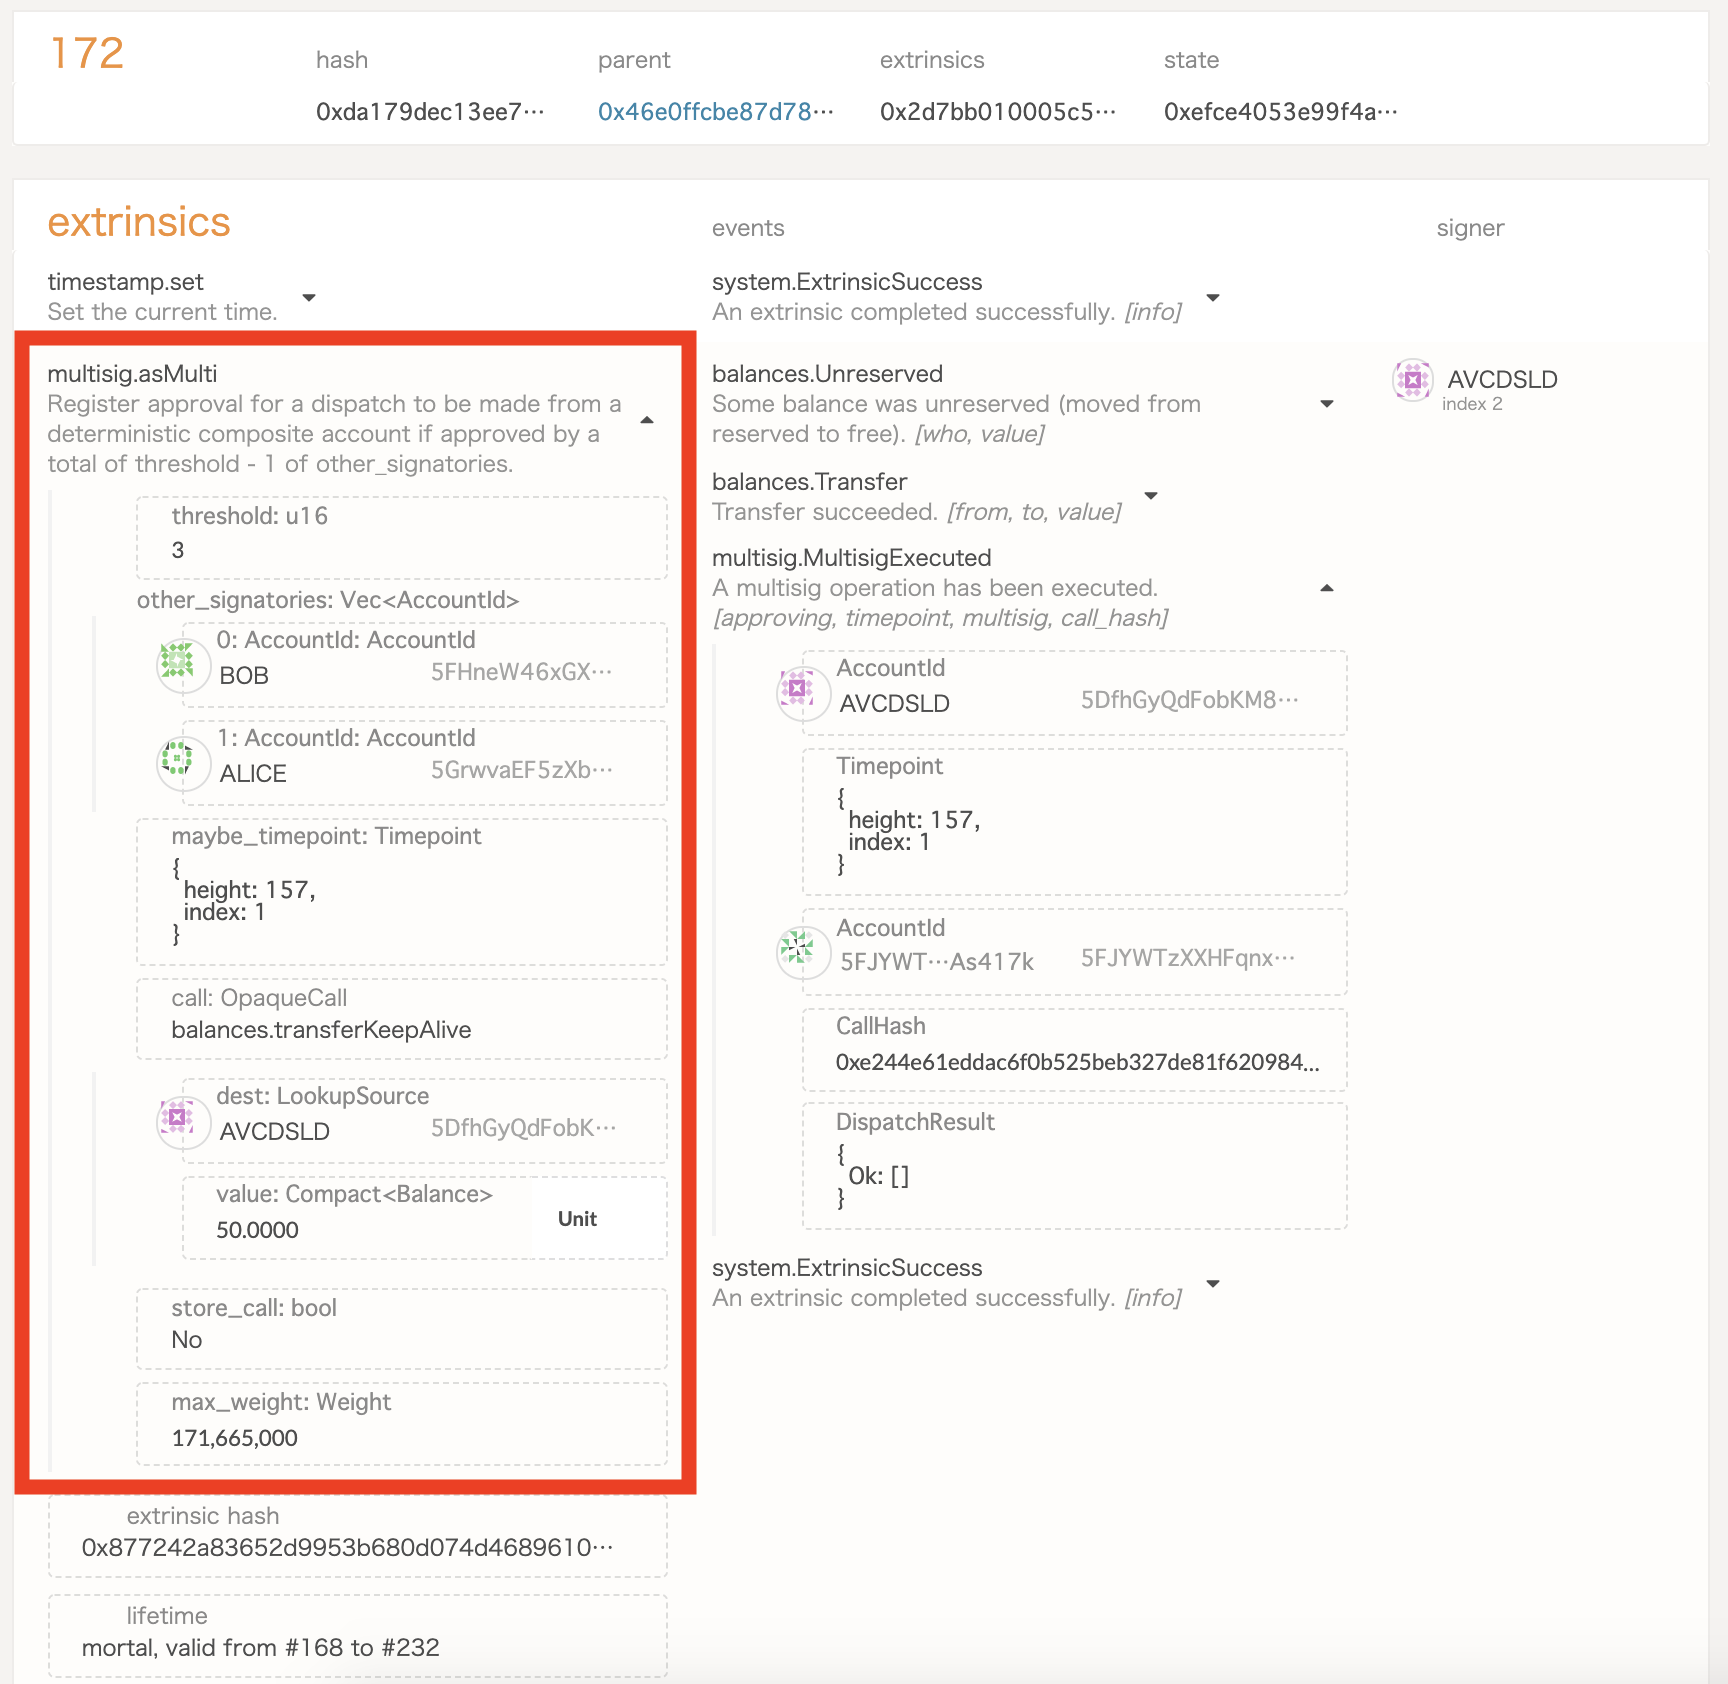 172
hash
parent
extrinsics
state
0xda179dec13ee7···
0x46e0ffcbe87d78···
0x2d7bb010005c5···
0xefce4053e99f4a···
extrinsics
events
signer
timestamp.set
Set the current time.
system.ExtrinsicSuccess
An extrinsic completed successfully. [info]
multisig.asMulti
Register approval for a dispatch to be made from a
deterministic composite account if approved by a
total of threshold - 1 of other_signatories.
threshold: u16
3
other_signatories: Vec<AccountId>
0: AccountId: AccountId
BOB 5FHneW46xGX···
1: AccountId: AccountId
ALICE 5GrwvaEF5zXb···
maybe_timepoint: Timepoint
{
height: 157,
index: 1
}
call: OpaqueCall
balances.transferKeepAlive
dest: LookupSource
AVCDSLD 5DfhGyQdFobK···
value: Compact<Balance>
50.0000 Unit
store_call: bool
No
max_weight: Weight
171,665,000
extrinsic hash
0x877242a83652d9953b680d074d4689610···
lifetime
mortal, valid from #168 to #232
balances.Unreserved
Some balance was unreserved (moved from
reserved to free). [who, value]
balances.Transfer
Transfer succeeded. [from, to, value]
multisig.MultisigExecuted
A multisig operation has been executed.
[approving, timepoint, multisig, call_hash]
AccountId
AVCDSLD 5DfhGyQdFobKM8···
Timepoint
{
height: 157,
index: 1
}
AccountId
5FJYWT···As417k 5FJYWTzXXHFqnx···
CallHash
0xe244e61eddac6f0b525beb327de81f620984...
DispatchResult
{
Ok: []
}
system.ExtrinsicSuccess
An extrinsic completed successfully. [info]
AVCDSLD
index 2